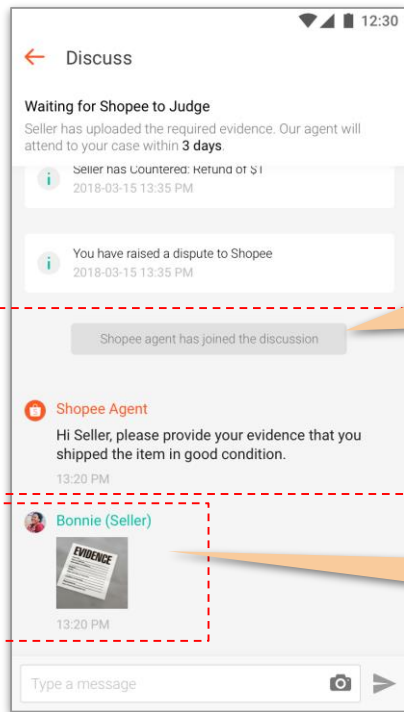 12:30
Discuss
Waiting for Shopee to Judge
Seller has uploaded the required evidence. Our agent will
attend to your case within 3 days.
Seller has Countered: Refund of $1
2018-03-15 13:35 PM
You have raised a dispute to Shopee
2018-03-15 13:35 PM
Shopee agent has joined the discussion
Shopee Agent
Hi Seller, please provide your evidence that you
shipped the item in good condition.
13:20 PM
Bonnie (Seller)
EVIDENCE
13:20 PM
Type a message